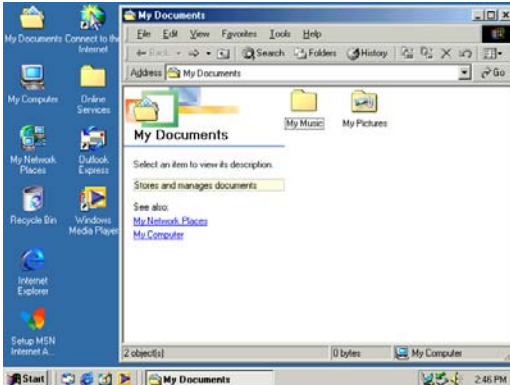 My Documents
Connect to the
Internet
My Computer
Online
Services
My Network
Places
Outlook
Express
Recycle Bin
Windows
Media Player
Internet
Explorer
Setup MSN
Internet A...
My Documents
File Edit View Favorites Tools Help
Back Search Folders History
Address My Documents Go
My Documents
Select an item to view its description.
Stores and manages documents
See also:
My Network Places
My Computer
My Music
My Pictures
2 object(s) 0 bytes My Computer
Start My Documents 2:46 PM